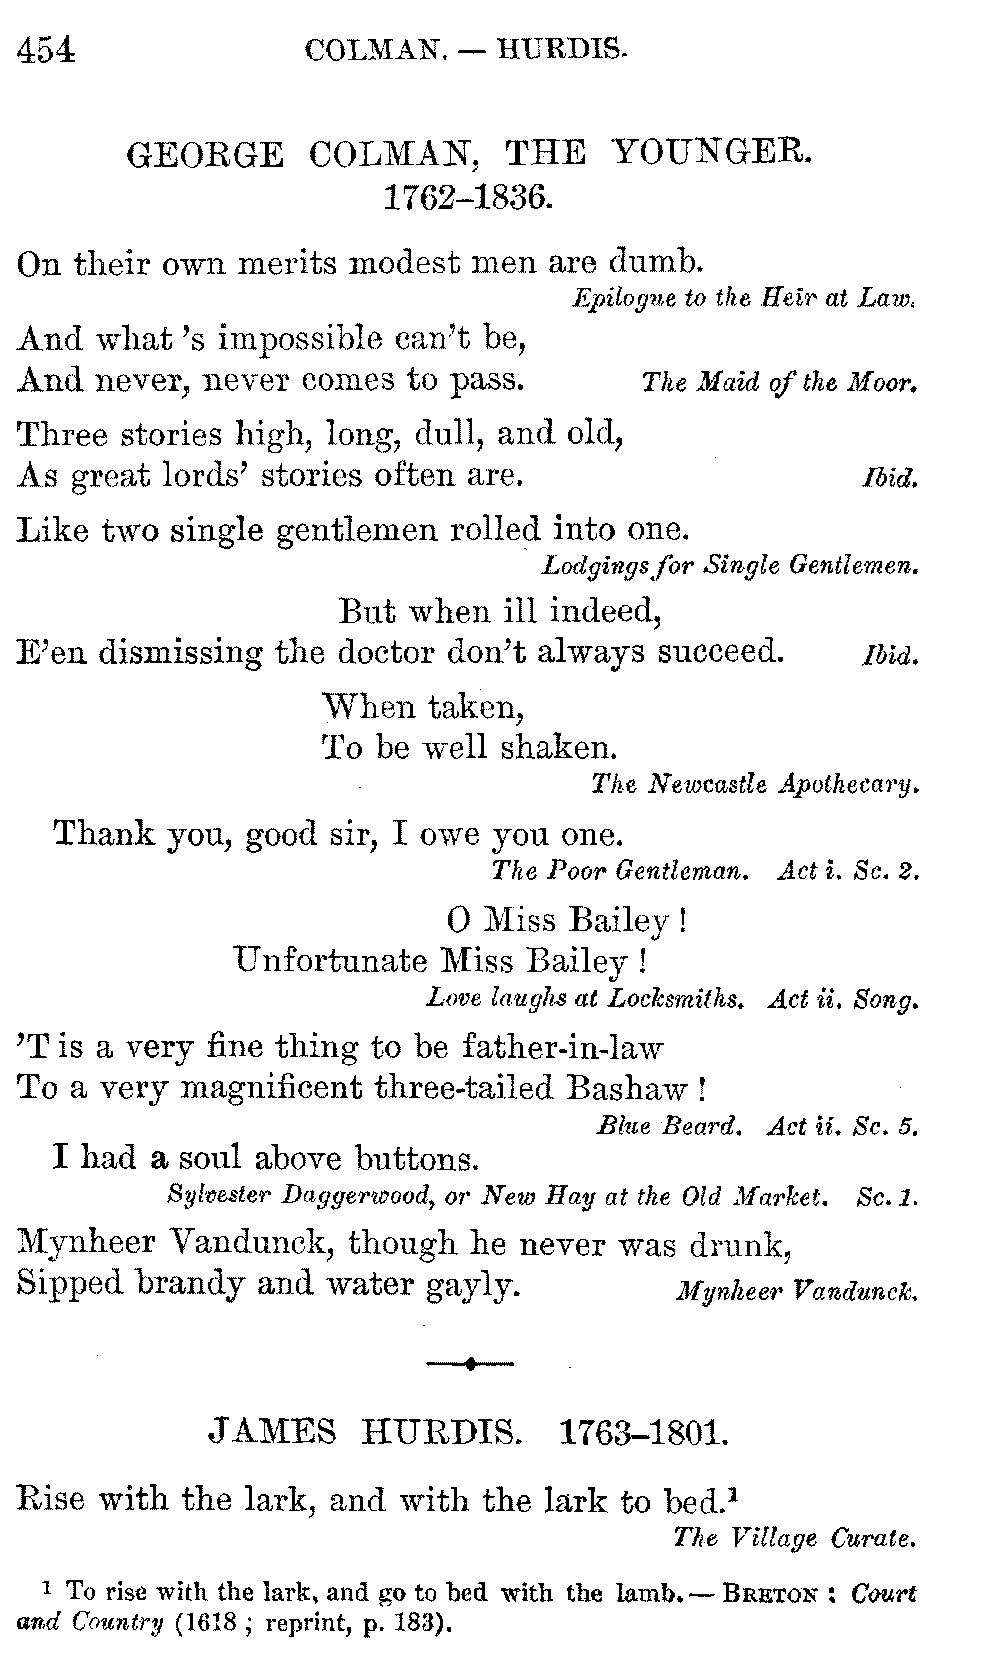 454 COLMAN. — HURDIS.
GEORGE COLMAN, THE YOUNGER.
1762–1836.
On their own merits modest men are dumb.
Epilogue to the Heir at Law.
And what 's impossible can't be,
And never, never comes to pass. The Maid of the Moor.
Three stories high, long, dull, and old,
As great lords' stories often are. Ibid.
Like two single gentlemen rolled into one.
Lodgings for Single Gentlemen.
But when ill indeed,
E'en dismissing the doctor don't always succeed. Ibid.
When taken,
To be well shaken.
The Newcastle Apothecary.
Thank you, good sir, I owe you one.
The Poor Gentleman. Act i. Sc. 2.
O Miss Bailey !
Unfortunate Miss Bailey !
Love laughs at Locksmiths. Act ii. Song.
'T is a very fine thing to be father-in-law
To a very magnificent three-tailed Bashaw !
Blue Beard. Act ii. Sc. 5.
I had a soul above buttons.
Sylvester Daggerwood, or New Hay at the Old Market. Sc. 1.
Mynheer Vandunck, though he never was drunk,
Sipped brandy and water gayly. Mynheer Vandunck.
JAMES HURDIS. 1763–1801.
Rise with the lark, and with the lark to bed.¹
The Village Curate.
¹ To rise with the lark, and go to bed with the lamb. — BRETON : Court
and Country (1618 ; reprint, p. 183).